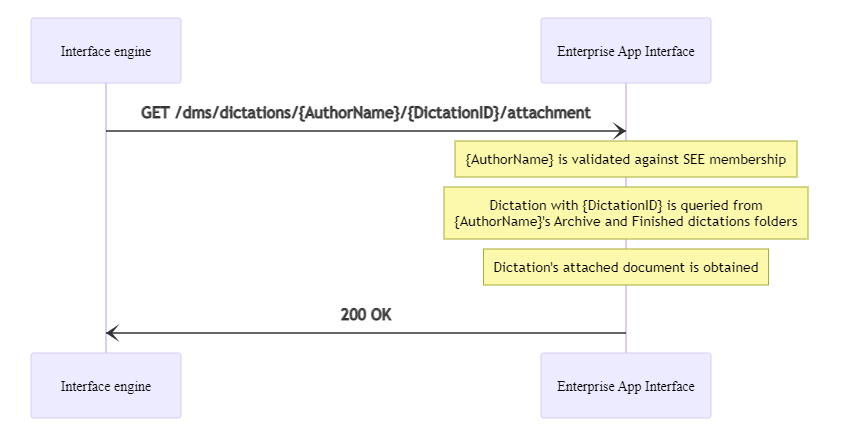 Interface engine
Enterprise App Interface
GET /dms/dictations/{AuthorName}/{DictationID}/attachment
{AuthorName} is validated against SEE membership
Dictation with {DictationID} is queried from
{AuthorName}'s Archive and Finished dictations folders
Dictation's attached document is obtained
200 OK
Interface engine
Enterprise App Interface